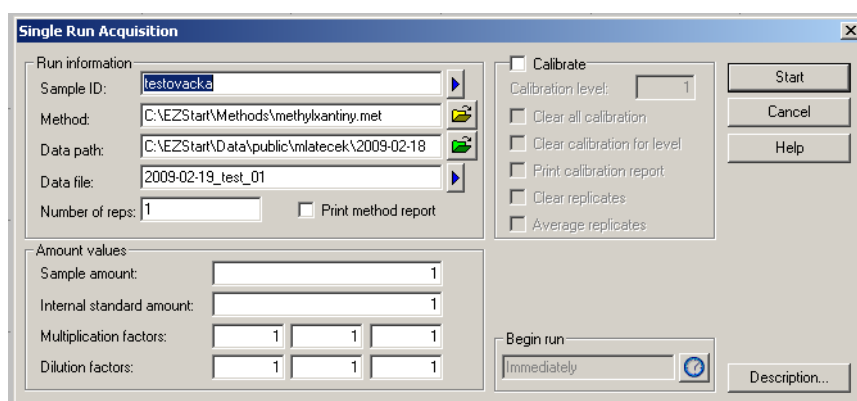 Single Run Acquisition
Run information
Sample ID: testovacka
Method: C:\EZStart\Methods\methylxantiny.met
Data path: C:\EZStart\Data\public\mlatecek\2009-02-18
Data file: 2009-02-19_test_01
Number of reps: 1 Print method report
Amount values
Sample amount: 1
Internal standard amount: 1
Multiplication factors: 1 1 1
Dilution factors: 1 1 1
Calibrate
Calibration level: 1
Clear all calibration
Clear calibration for level
Print calibration report
Clear replicates
Average replicates
Begin run
Immediately
Start
Cancel
Help
Description...